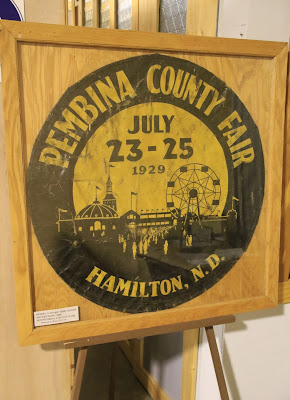 PEMBINA COUNTY FAIR
JULY
23-25
1929
HAMILTON, N.D.